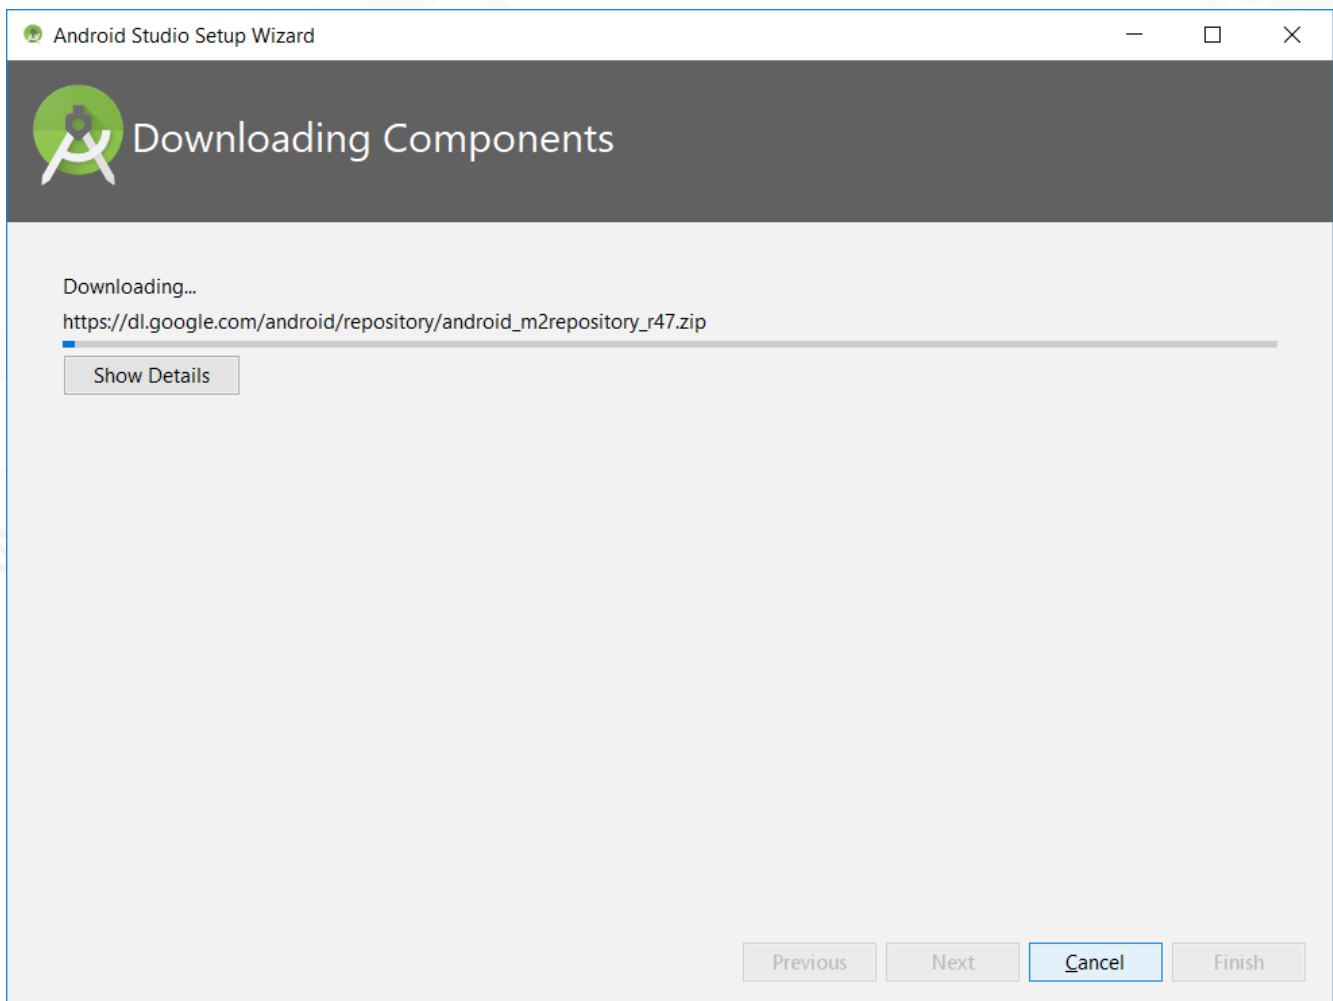 Android Studio Setup Wizard
Downloading Components
Downloading...
https://dl.google.com/android/repository/android_m2repository_r47.zip
Show Details
Previous Next Cancel Finish